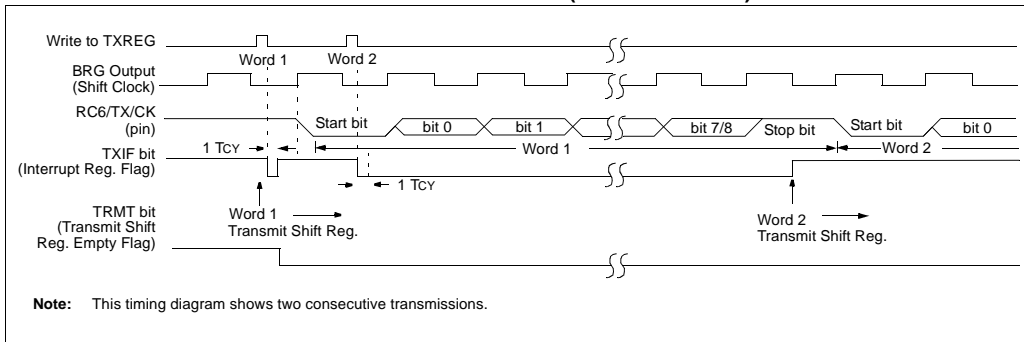 Write to TXREG
Word 1
Word 2
BRG Output
(Shift Clock)
RC6/TX/CK
(pin)
Start bit
bit 0
bit 1
bit 7/8
Stop bit
Start bit
bit 0
Word 1
Word 2
TXIF bit
(Interrupt Reg. Flag)
1 TCY
1 TCY
Word 1
Transmit Shift Reg.
Word 2
Transmit Shift Reg.
TRMT bit
(Transmit Shift
Reg. Empty Flag)
Note: This timing diagram shows two consecutive transmissions.